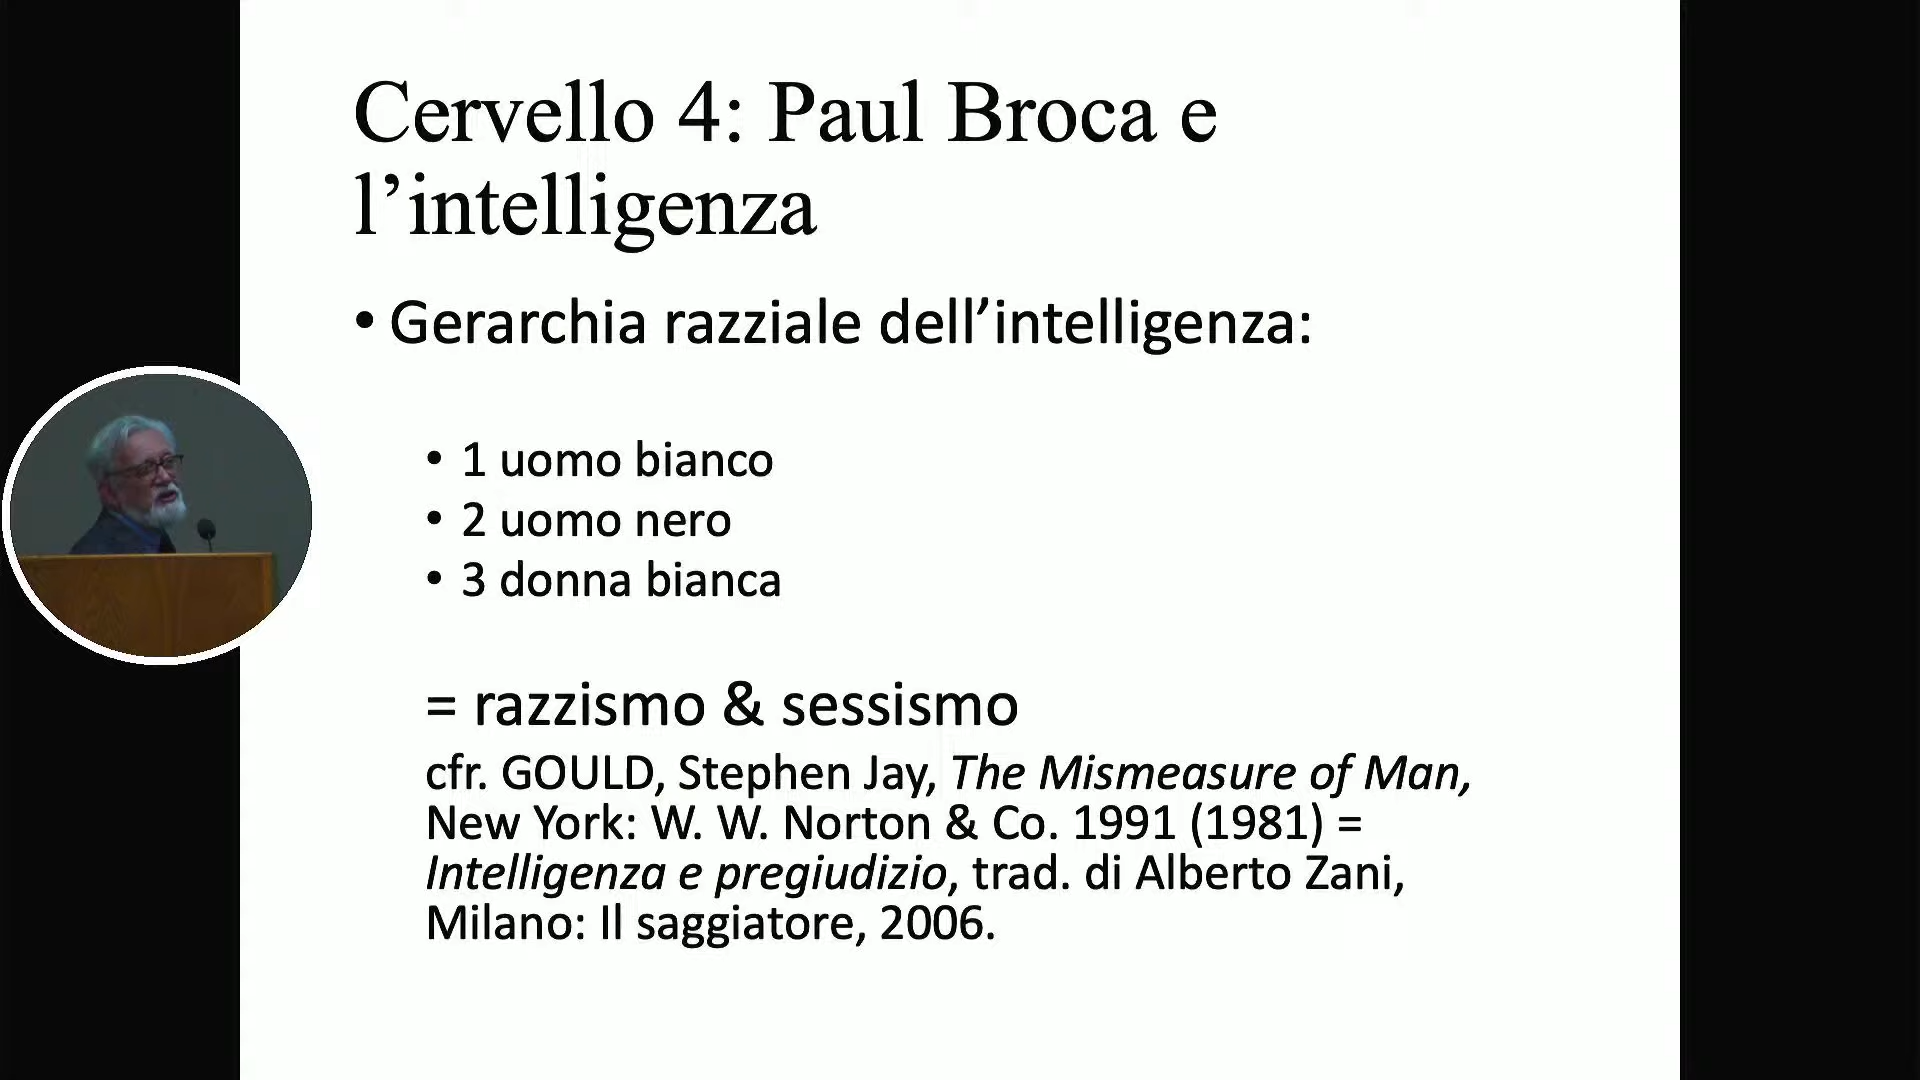 Cervello 4: Paul Broca e
l’intelligenza
• Gerarchia razziale dell’intelligenza:
• 1 uomo bianco
• 2 uomo nero
• 3 donna bianca
= razzismo & sessismo
cfr. GOULD, Stephen Jay, The Mismeasure of Man,
New York: W. W. Norton & Co. 1991 (1981) =
Intelligenza e pregiudizio, trad. di Alberto Zani,
Milano: Il saggiatore, 2006.